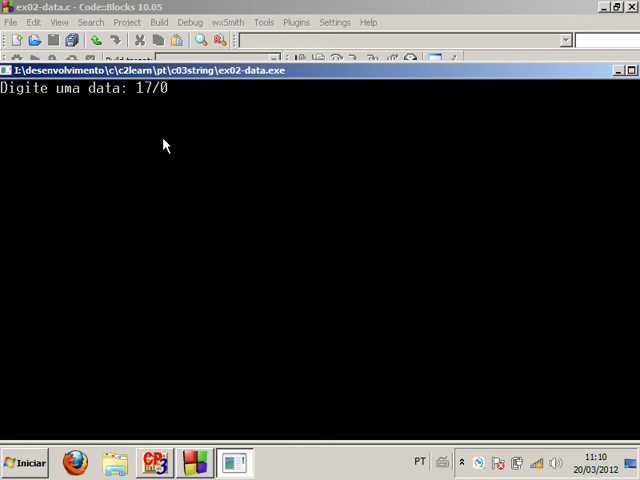 ex02-data.c - Code::Blocks 10.05
File Edit View Search Project Build Debug wxSmith Tools Plugins Settings Help
I:\desenvolvimento\c\c2learn\pt\c03string\ex02-data.exe
Digite uma data: 17/0
Iniciar
PT
11:10
20/03/2012